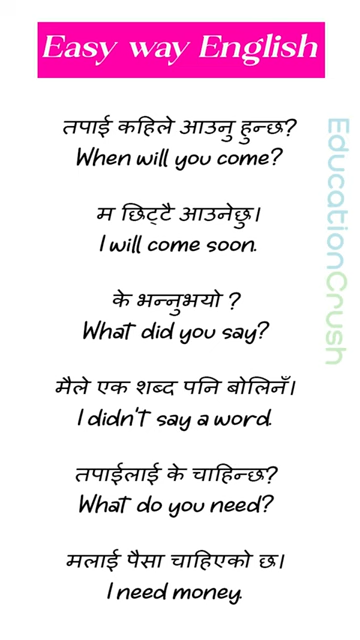 Easy way English
तपाई कहिले आउनु हुन्छ?
When will you come?
म छिट्टै आउनेछु।
I will come soon.
के भन्नुभयो ?
What did you say?
मैले एक शब्द पनि बोलिनँ।
I didn't say a word.
तपाईलाई के चाहिन्छ?
What do you need?
मलाई पैसा चाहिएको छ।
I need money.
EducationCrush